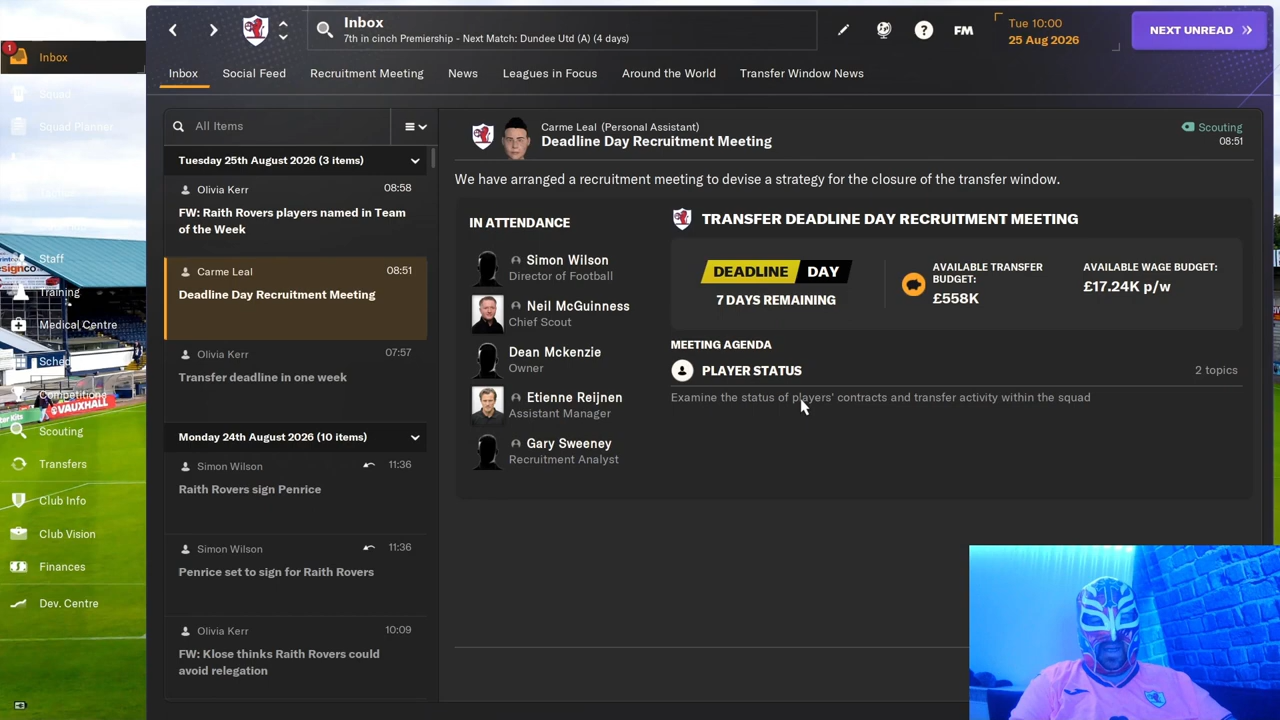 Inbox
7th in cinch Premiership - Next Match: Dundee Utd (A) (4 days)
FM
Tue 10:00
25 Aug 2026
NEXT UNREAD
1
Inbox
Squad
Squad Planner
Staff
Training
Medical Centre
Sched
Competitions
Scouting
Transfers
Club Info
Club Vision
Finances
Dev. Centre
VAUXHALL
Inbox
Social Feed
Recruitment Meeting
News
Leagues in Focus
Around the World
Transfer Window News
All Items
Tuesday 25th August 2026 (3 items)
Olivia Kerr
08:58
FW: Raith Rovers players named in Team
of the Week
Carme Leal
08:51
Deadline Day Recruitment Meeting
Olivia Kerr
07:57
Transfer deadline in one week
Monday 24th August 2026 (10 items)
Simon Wilson
11:36
Raith Rovers sign Penrice
Simon Wilson
11:36
Penrice set to sign for Raith Rovers
Olivia Kerr
10:09
FW: Klose thinks Raith Rovers could
avoid relegation
Carme Leal (Personal Assistant)
Deadline Day Recruitment Meeting
Scouting
08:51
We have arranged a recruitment meeting to devise a strategy for the closure of the transfer window.
IN ATTENDANCE
Simon Wilson
Director of Football
Neil McGuinness
Chief Scout
Dean Mckenzie
Owner
Etienne Reijnen
Assistant Manager
Gary Sweeney
Recruitment Analyst
TRANSFER DEADLINE DAY RECRUITMENT MEETING
DEADLINE DAY
7 DAYS REMAINING
AVAILABLE TRANSFER
BUDGET:
£558K
AVAILABLE WAGE BUDGET:
£17.24K p/w
MEETING AGENDA
PLAYER STATUS
2 topics
Examine the status of players' contracts and transfer activity within the squad